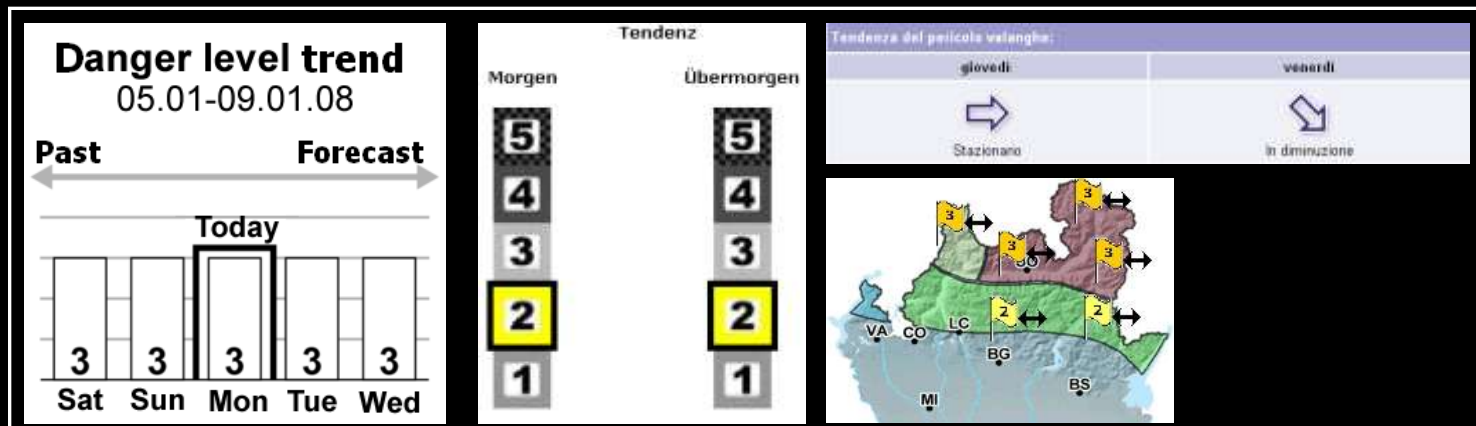 Danger level trend
05.01-09.01.08
Past Forecast
Today
3 3 3 3 3
Sat Sun Mon Tue Wed
Tendenz
Morgen Übermorgen
5 5
4 4
3 3
2 2
1 1
Tendenza del pericolo valanghe:
giovedì venerdì
Stazionario In diminuzione
3
3
3 3
SO
2 2
VA CO LC
BG
BS
MI